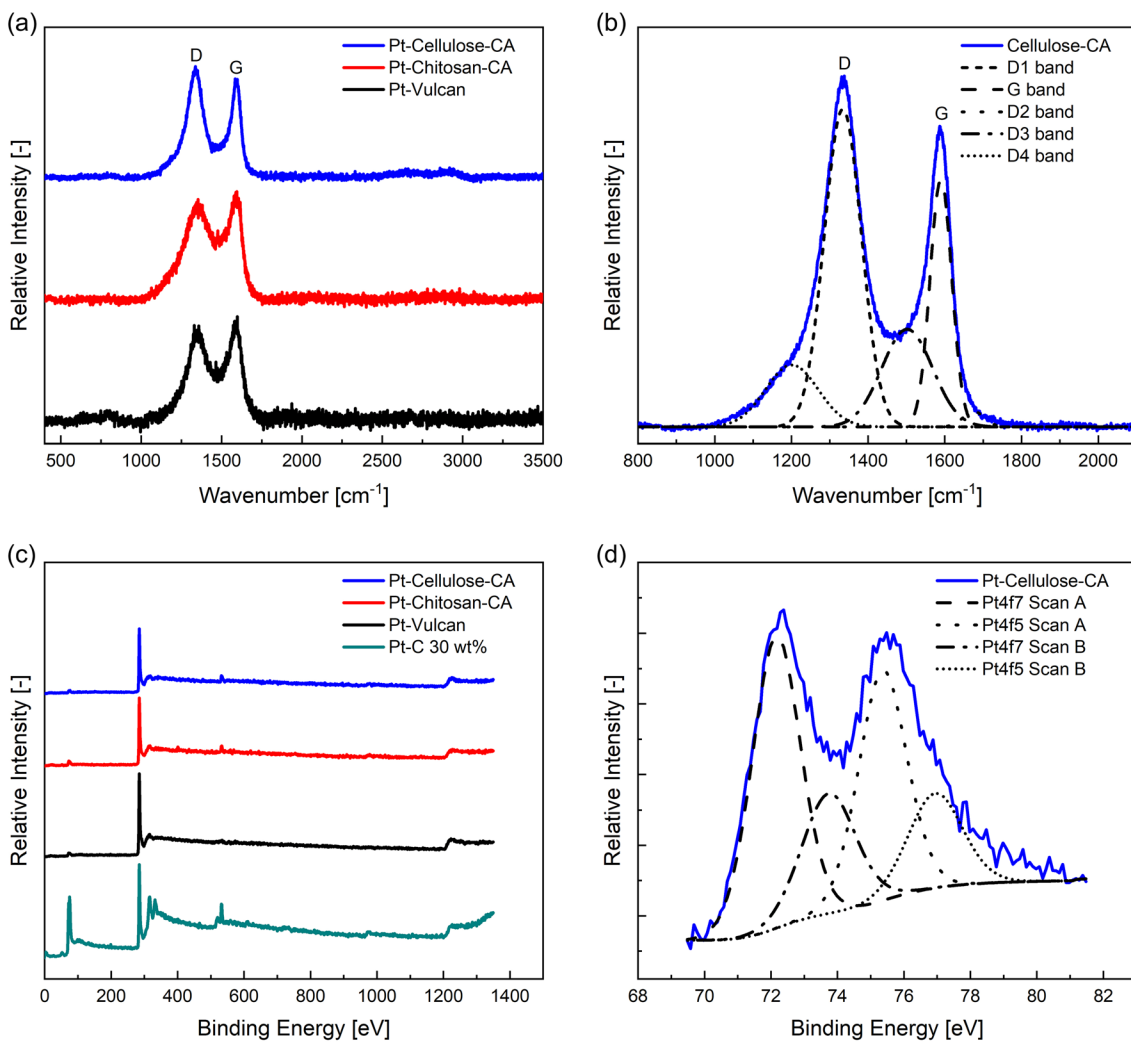 (a)
Pt-Cellulose-CA
Pt-Chitosan-CA
Pt-Vulcan
D
G
Relative Intensity [-]
500 1000 1500 2000 2500 3000 3500
Wavenumber [cm⁻¹]
(b)
Cellulose-CA
D1 band
G band
D2 band
D3 band
D4 band
D
G
Relative Intensity [-]
800 1000 1200 1400 1600 1800 2000
Wavenumber [cm⁻¹]
(c)
Pt-Cellulose-CA
Pt-Chitosan-CA
Pt-Vulcan
Pt-C 30 wt%
Relative Intensity [-]
0 200 400 600 800 1000 1200 1400
Binding Energy [eV]
(d)
Pt-Cellulose-CA
Pt4f7 Scan A
Pt4f5 Scan A
Pt4f7 Scan B
Pt4f5 Scan B
Relative Intensity [-]
68 70 72 74 76 78 80 82
Binding Energy [eV]